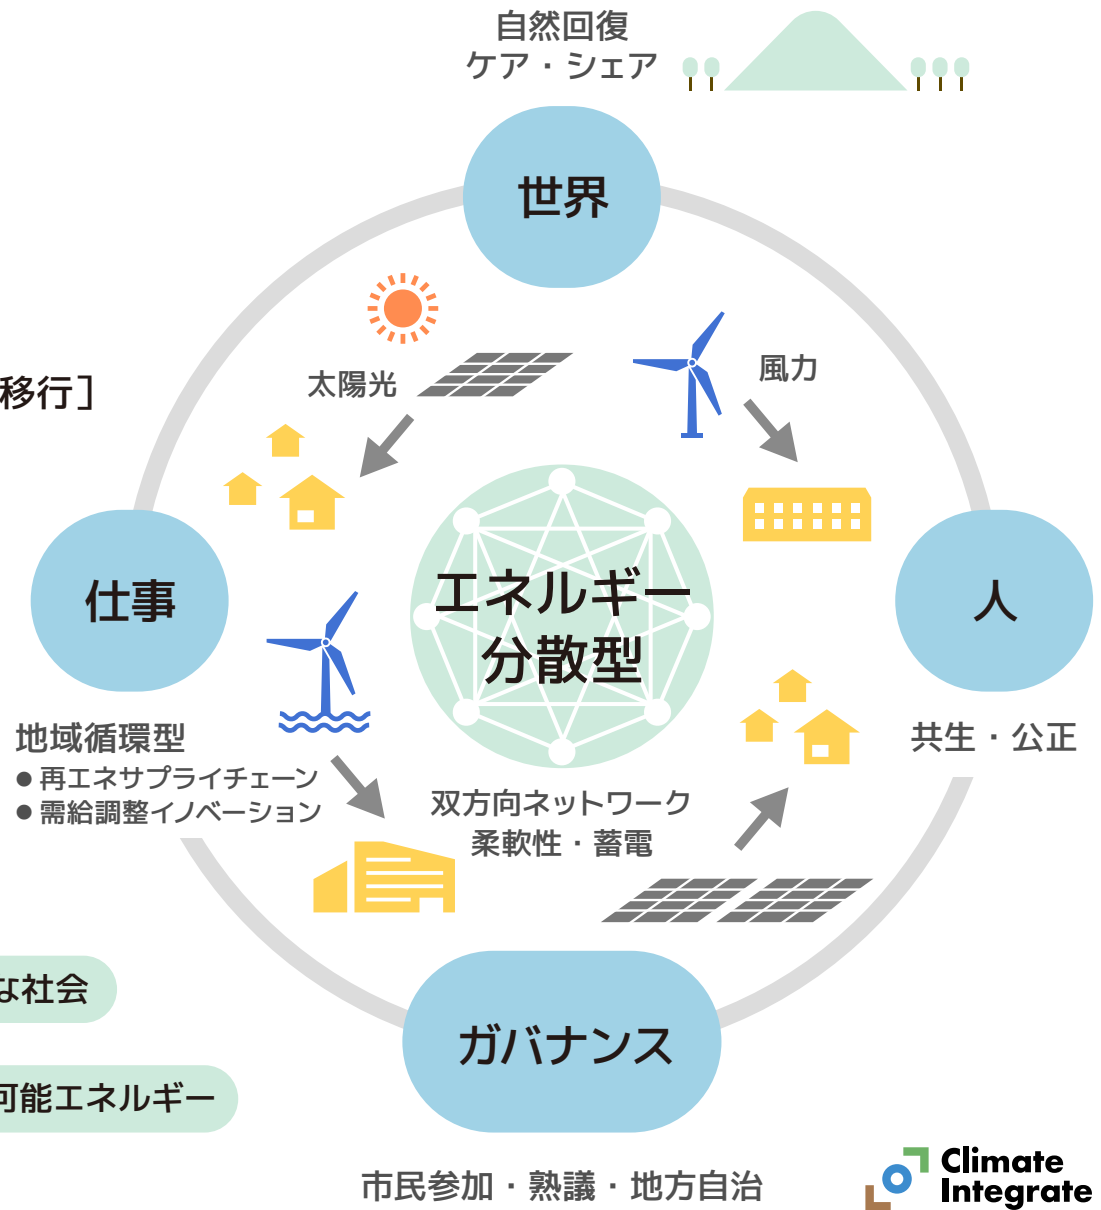 自然回復
ケア・シェア
世界
太陽光
風力
移行］
エネルギー
分散型
仕事
人
地域循環型
● 再エネサプライチェーン
● 需給調整イノベーション
共生・公正
双方向ネットワーク
柔軟性・蓄電
な社会
ガバナンス
可能エネルギー
市民参加・熟議・地方自治
Climate
Integrate